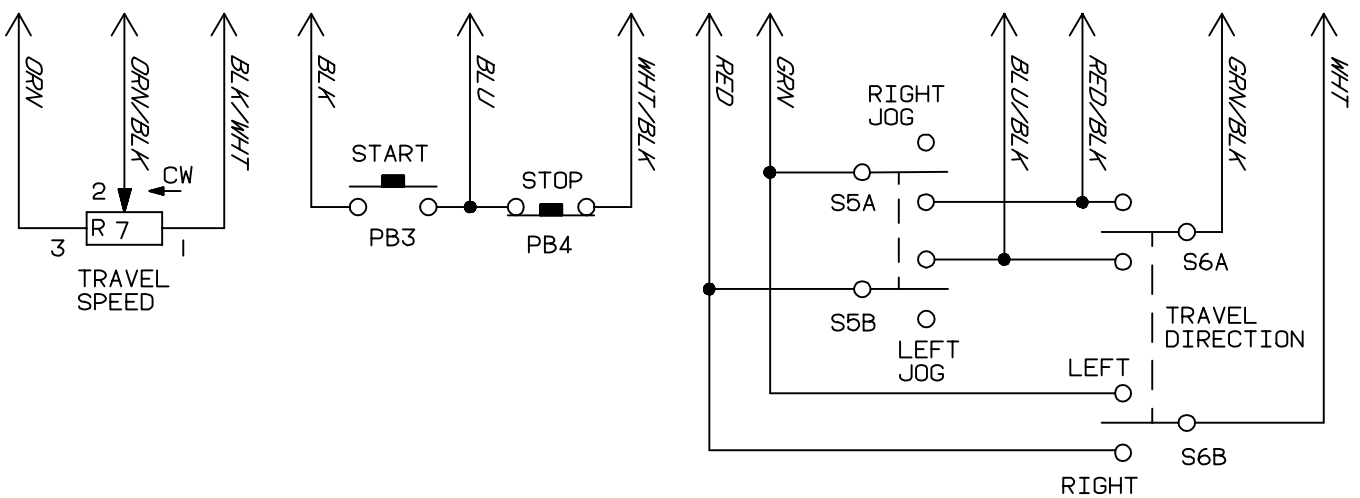 ORN
ORN/BLK
BLK/WHT
BLK
BLU
WHT/BLK
RED
GRN
BLU/BLK
RED/BLK
GRN/BLK
WHT
RIGHT
JOG
START
CW
STOP
2
S5A
R 7
3
1
PB3
PB4
S6A
TRAVEL
SPEED
S5B
TRAVEL
DIRECTION
LEFT
JOG
LEFT
S6B
RIGHT